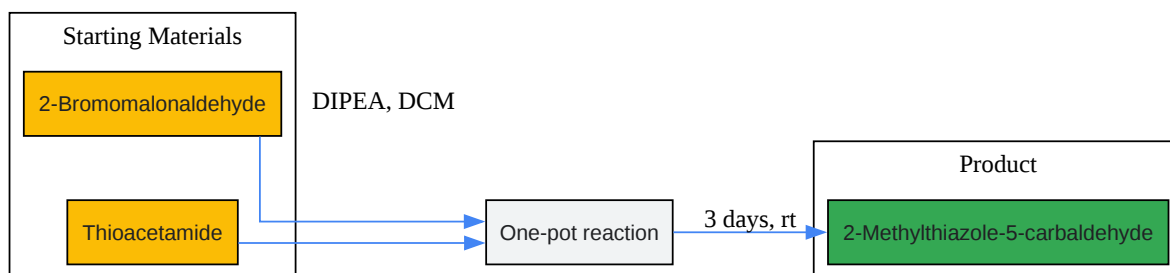 Starting Materials
2-Bromomalonaldehyde
DIPEA, DCM
Thioacetamide
One-pot reaction
3 days, rt
Product
2-Methylthiazole-5-carbaldehyde